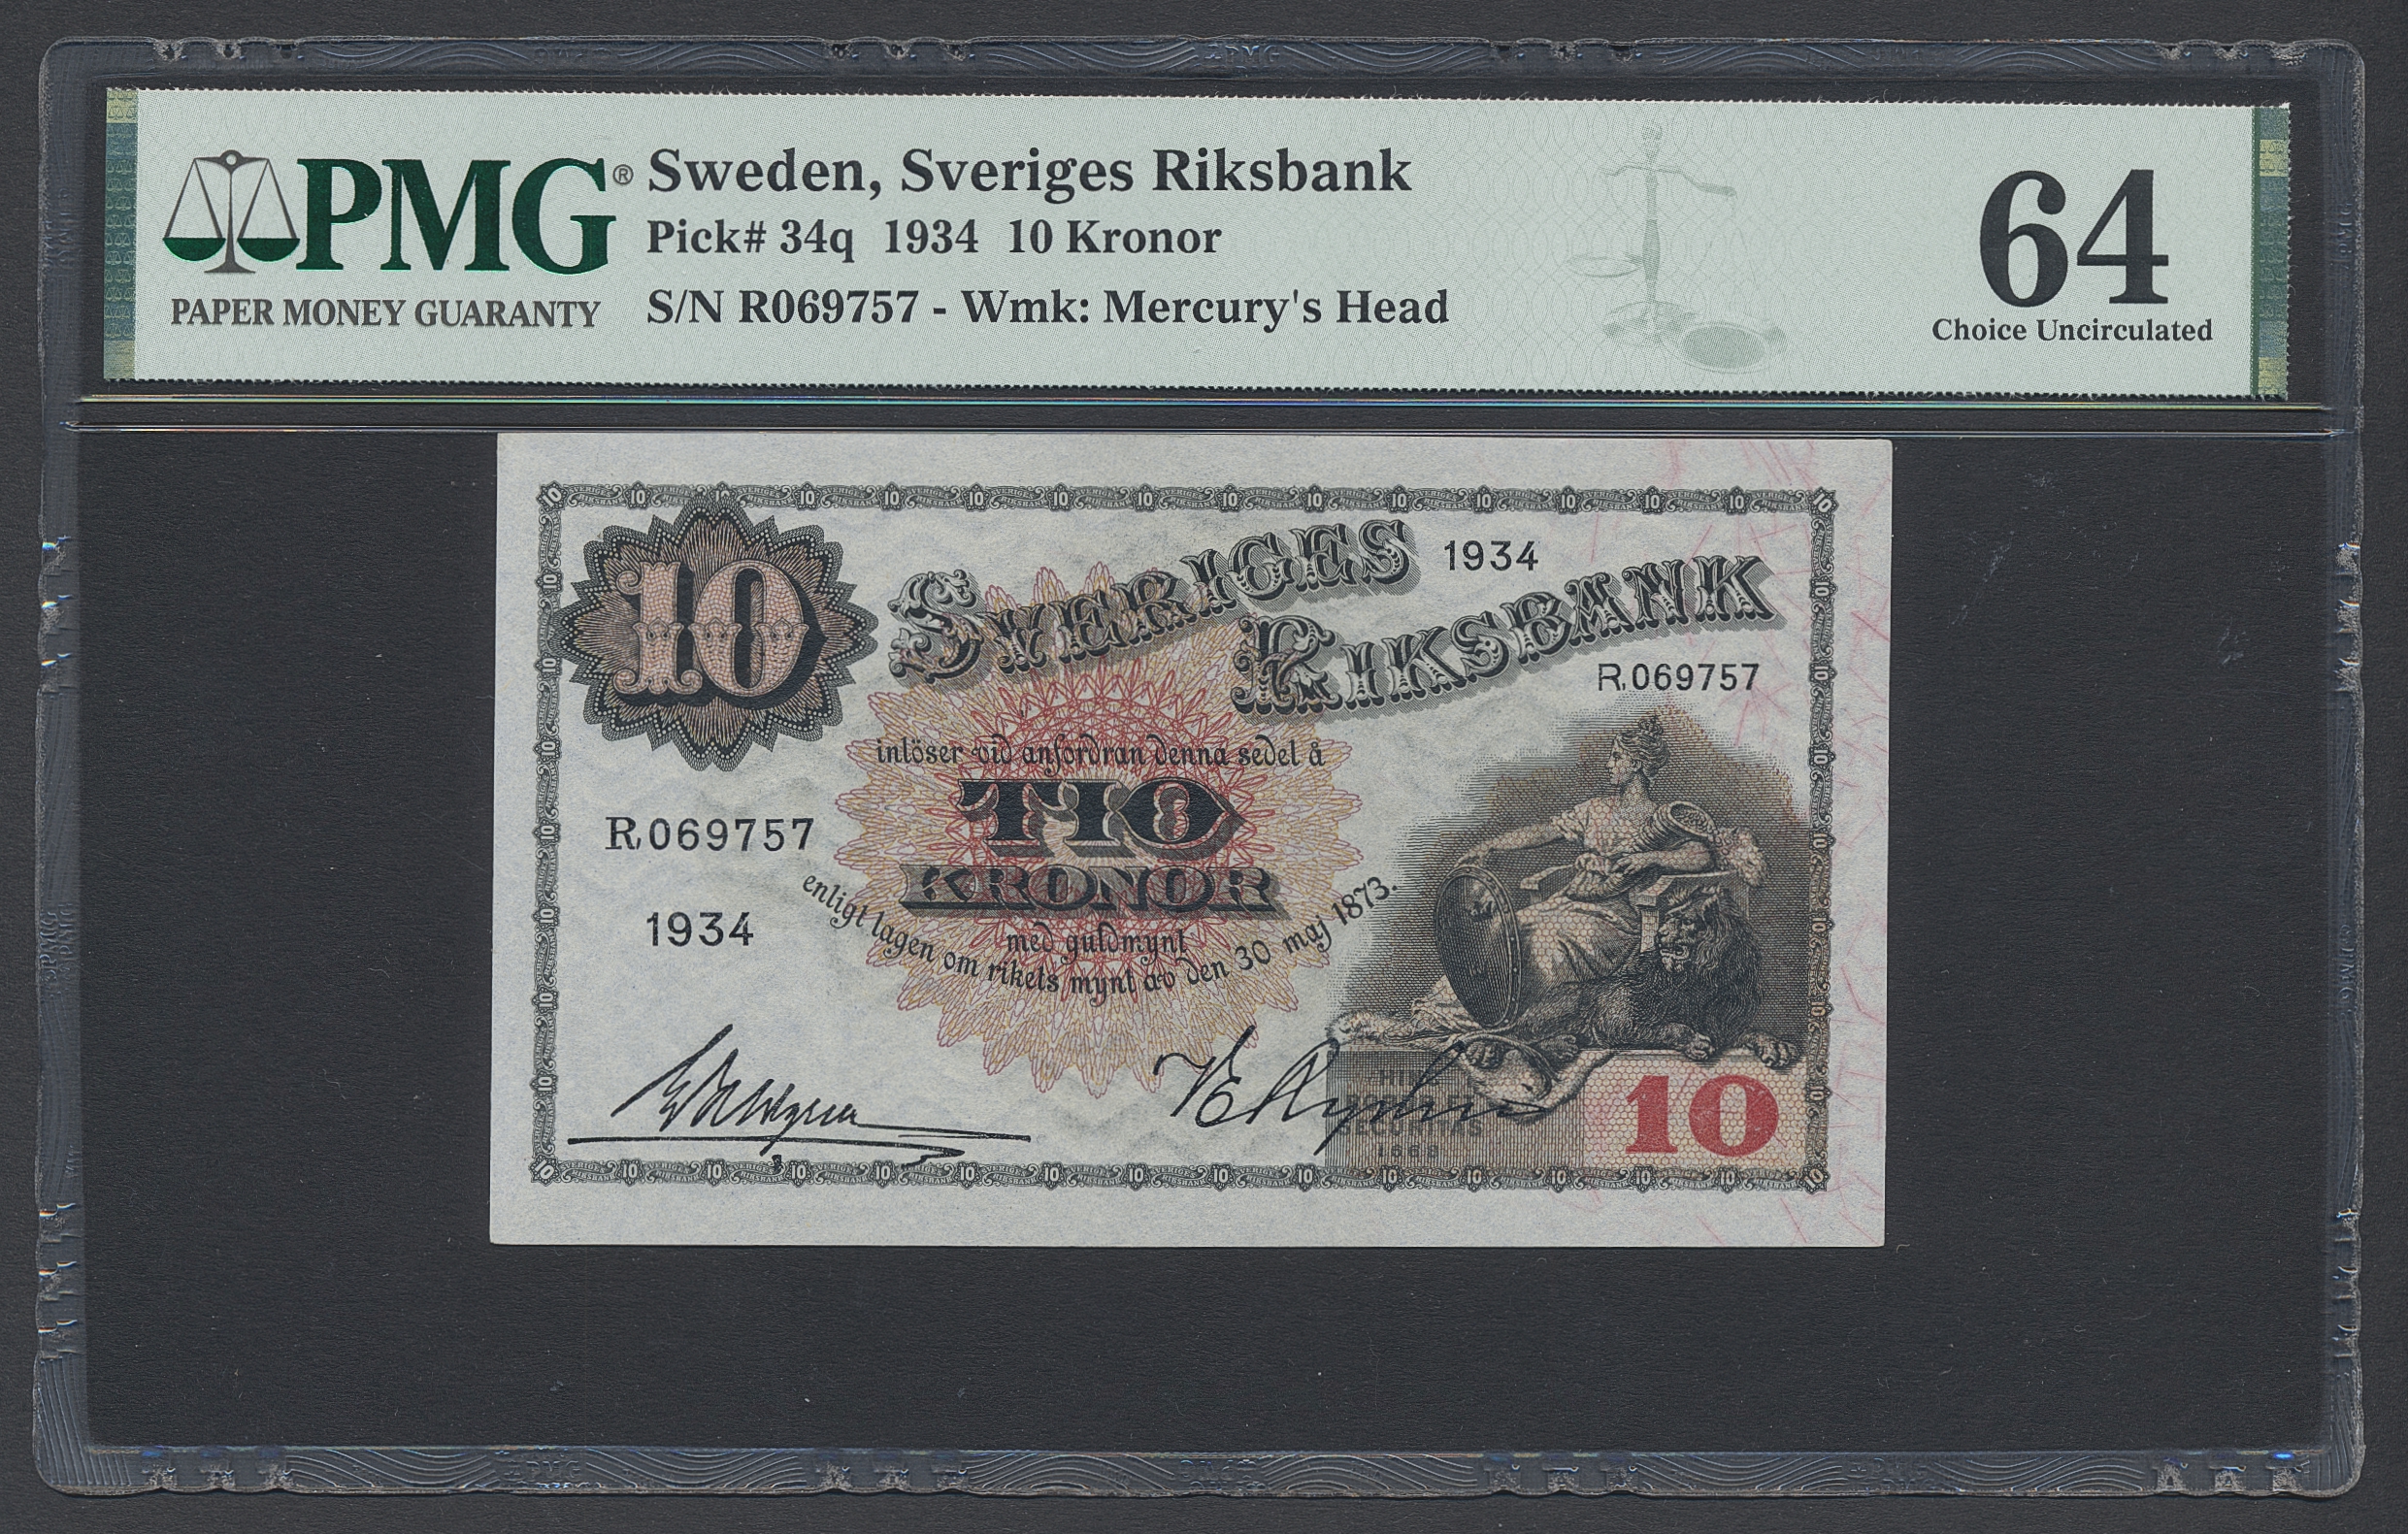 PMG®
PAPER MONEY GUARANTY
Sweden, Sveriges Riksbank
Pick# 34q 1934 10 Kronor
S/N R069757 - Wmk: Mercury's Head
64
Choice Uncirculated
10
SVERIGES
1934
RIKSBANK
R.069757
inlöser vid anfordran denna sedel å
TIO
R.069757
KRONOR
1934
med guldmynt
enligt lagen om rikets mynt av den 30 maj 1873.
1668
10